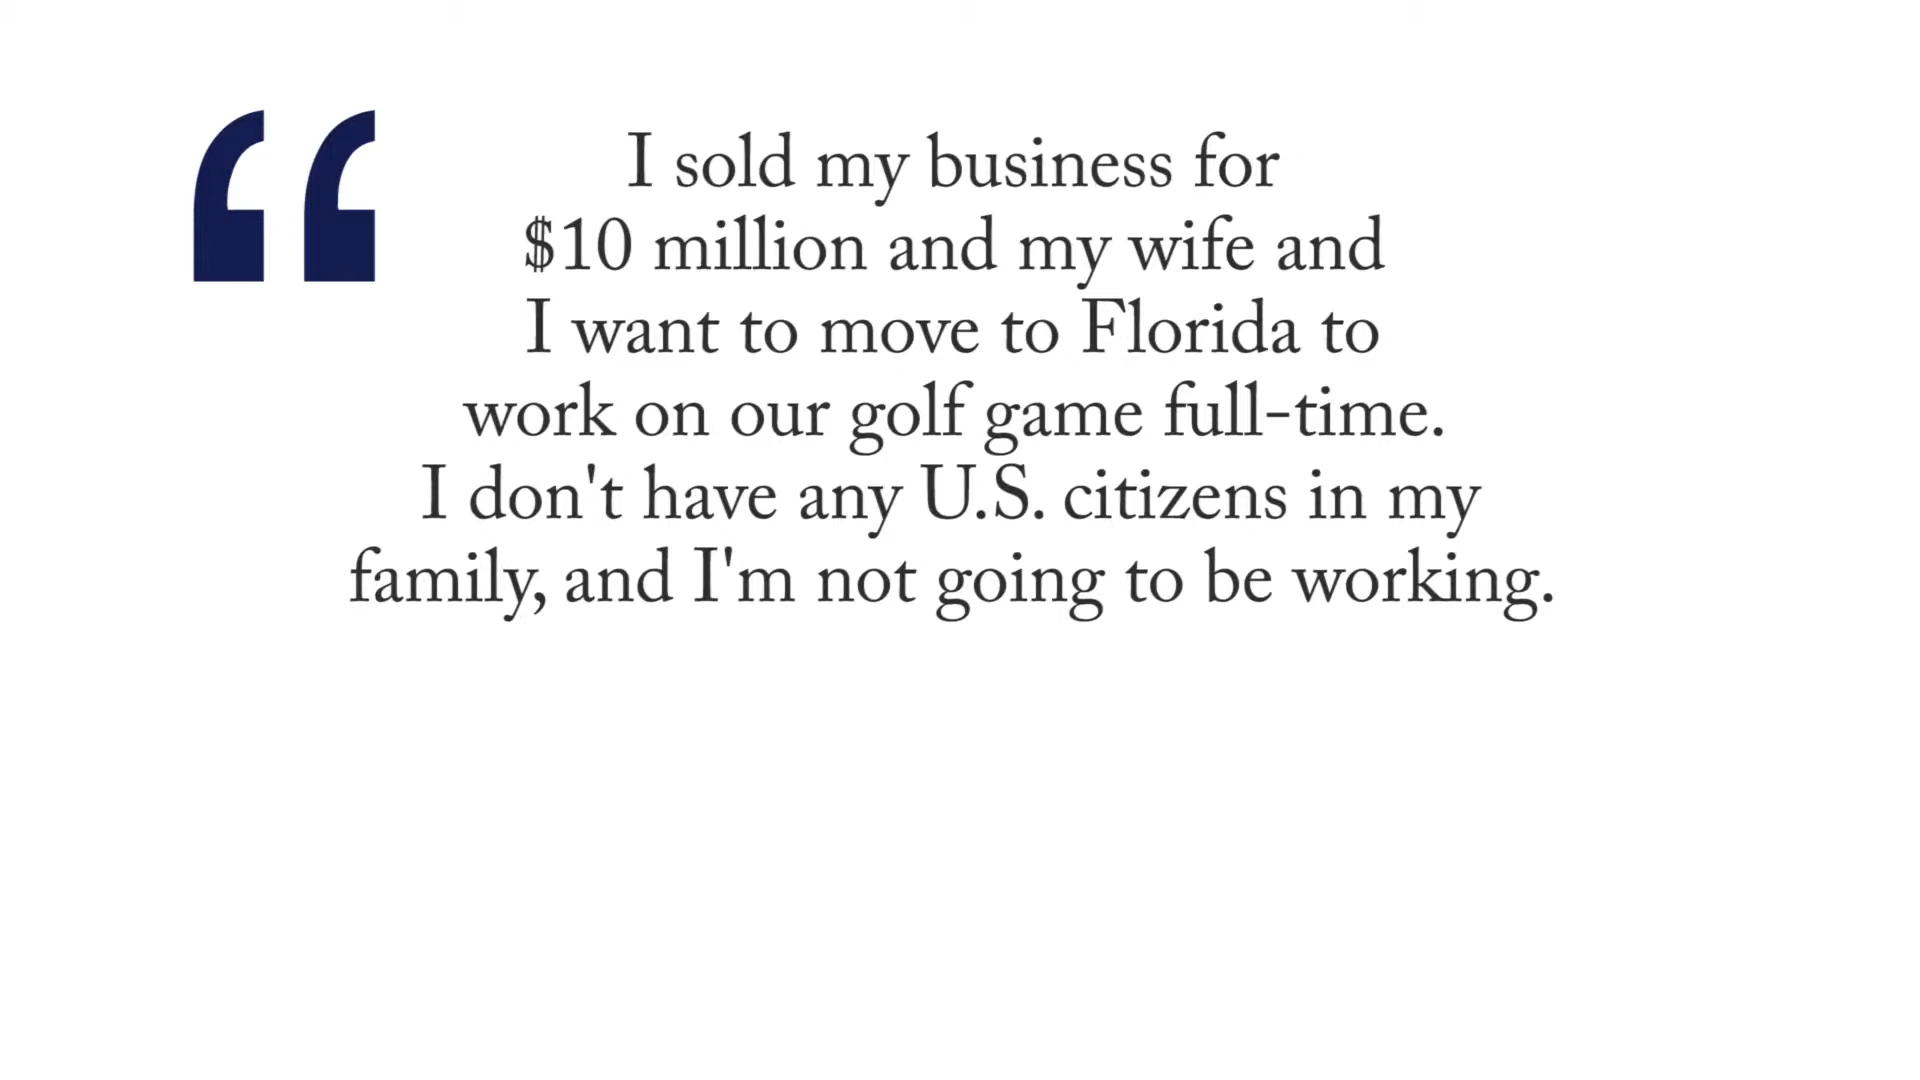 “
I sold my business for
$10 million and my wife and
I want to move to Florida to
work on our golf game full-time.
I don't have any U.S. citizens in my
family, and I'm not going to be working.